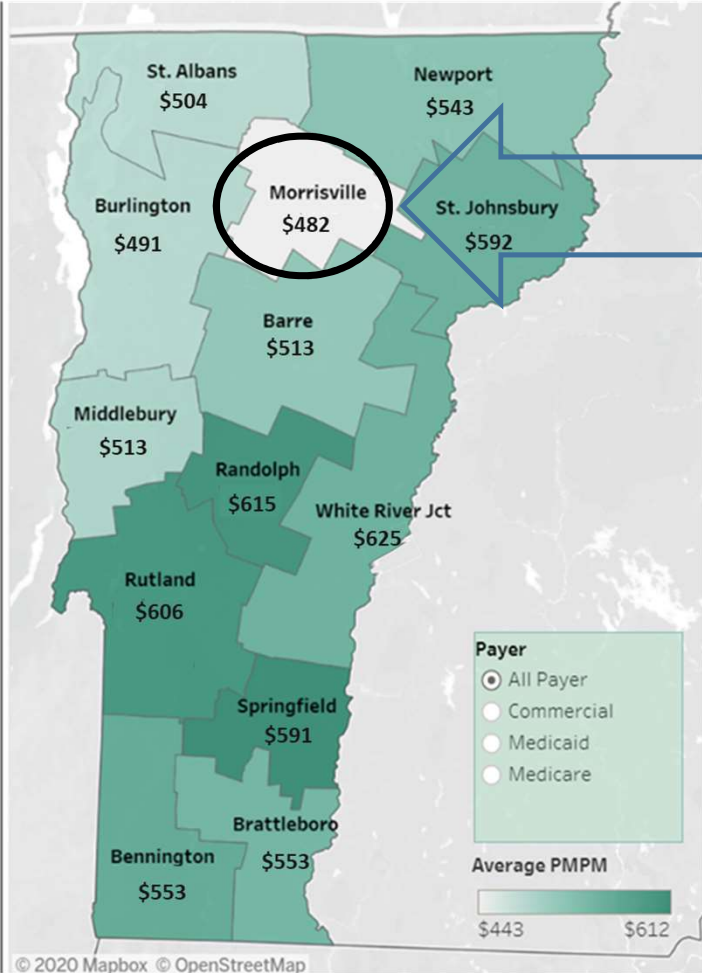 St. Albans
$504
Newport
$543
Morrisville
$482
Burlington
$491
St. Johnsbury
$592
Barre
$513
Middlebury
$513
Randolph
$615
White River Jct
$625
Rutland
$606
Springfield
$591
Brattleboro
$553
Bennington
$553
Payer
All Payer
Commercial
Medicaid
Medicare
Average PMPM
$443 $612
© 2020 Mapbox © OpenStreetMap